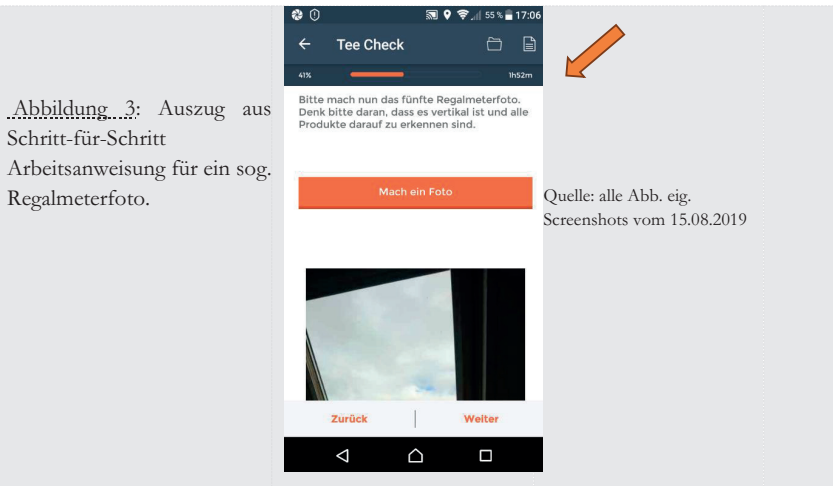 Abbildung 3: Auszug aus
Schritt-für-Schritt
Arbeitsanweisung für ein sog.
Regalmeterfoto.
55 % 17:06
Tee Check
41% 1h52m
Bitte mach nun das fünfte Regalmeterfoto.
Denk bitte daran, dass es vertikal ist und alle
Produkte darauf zu erkennen sind.
Mach ein Foto
Zurück Weiter
Quelle: alle Abb. eig.
Screenshots vom 15.08.2019